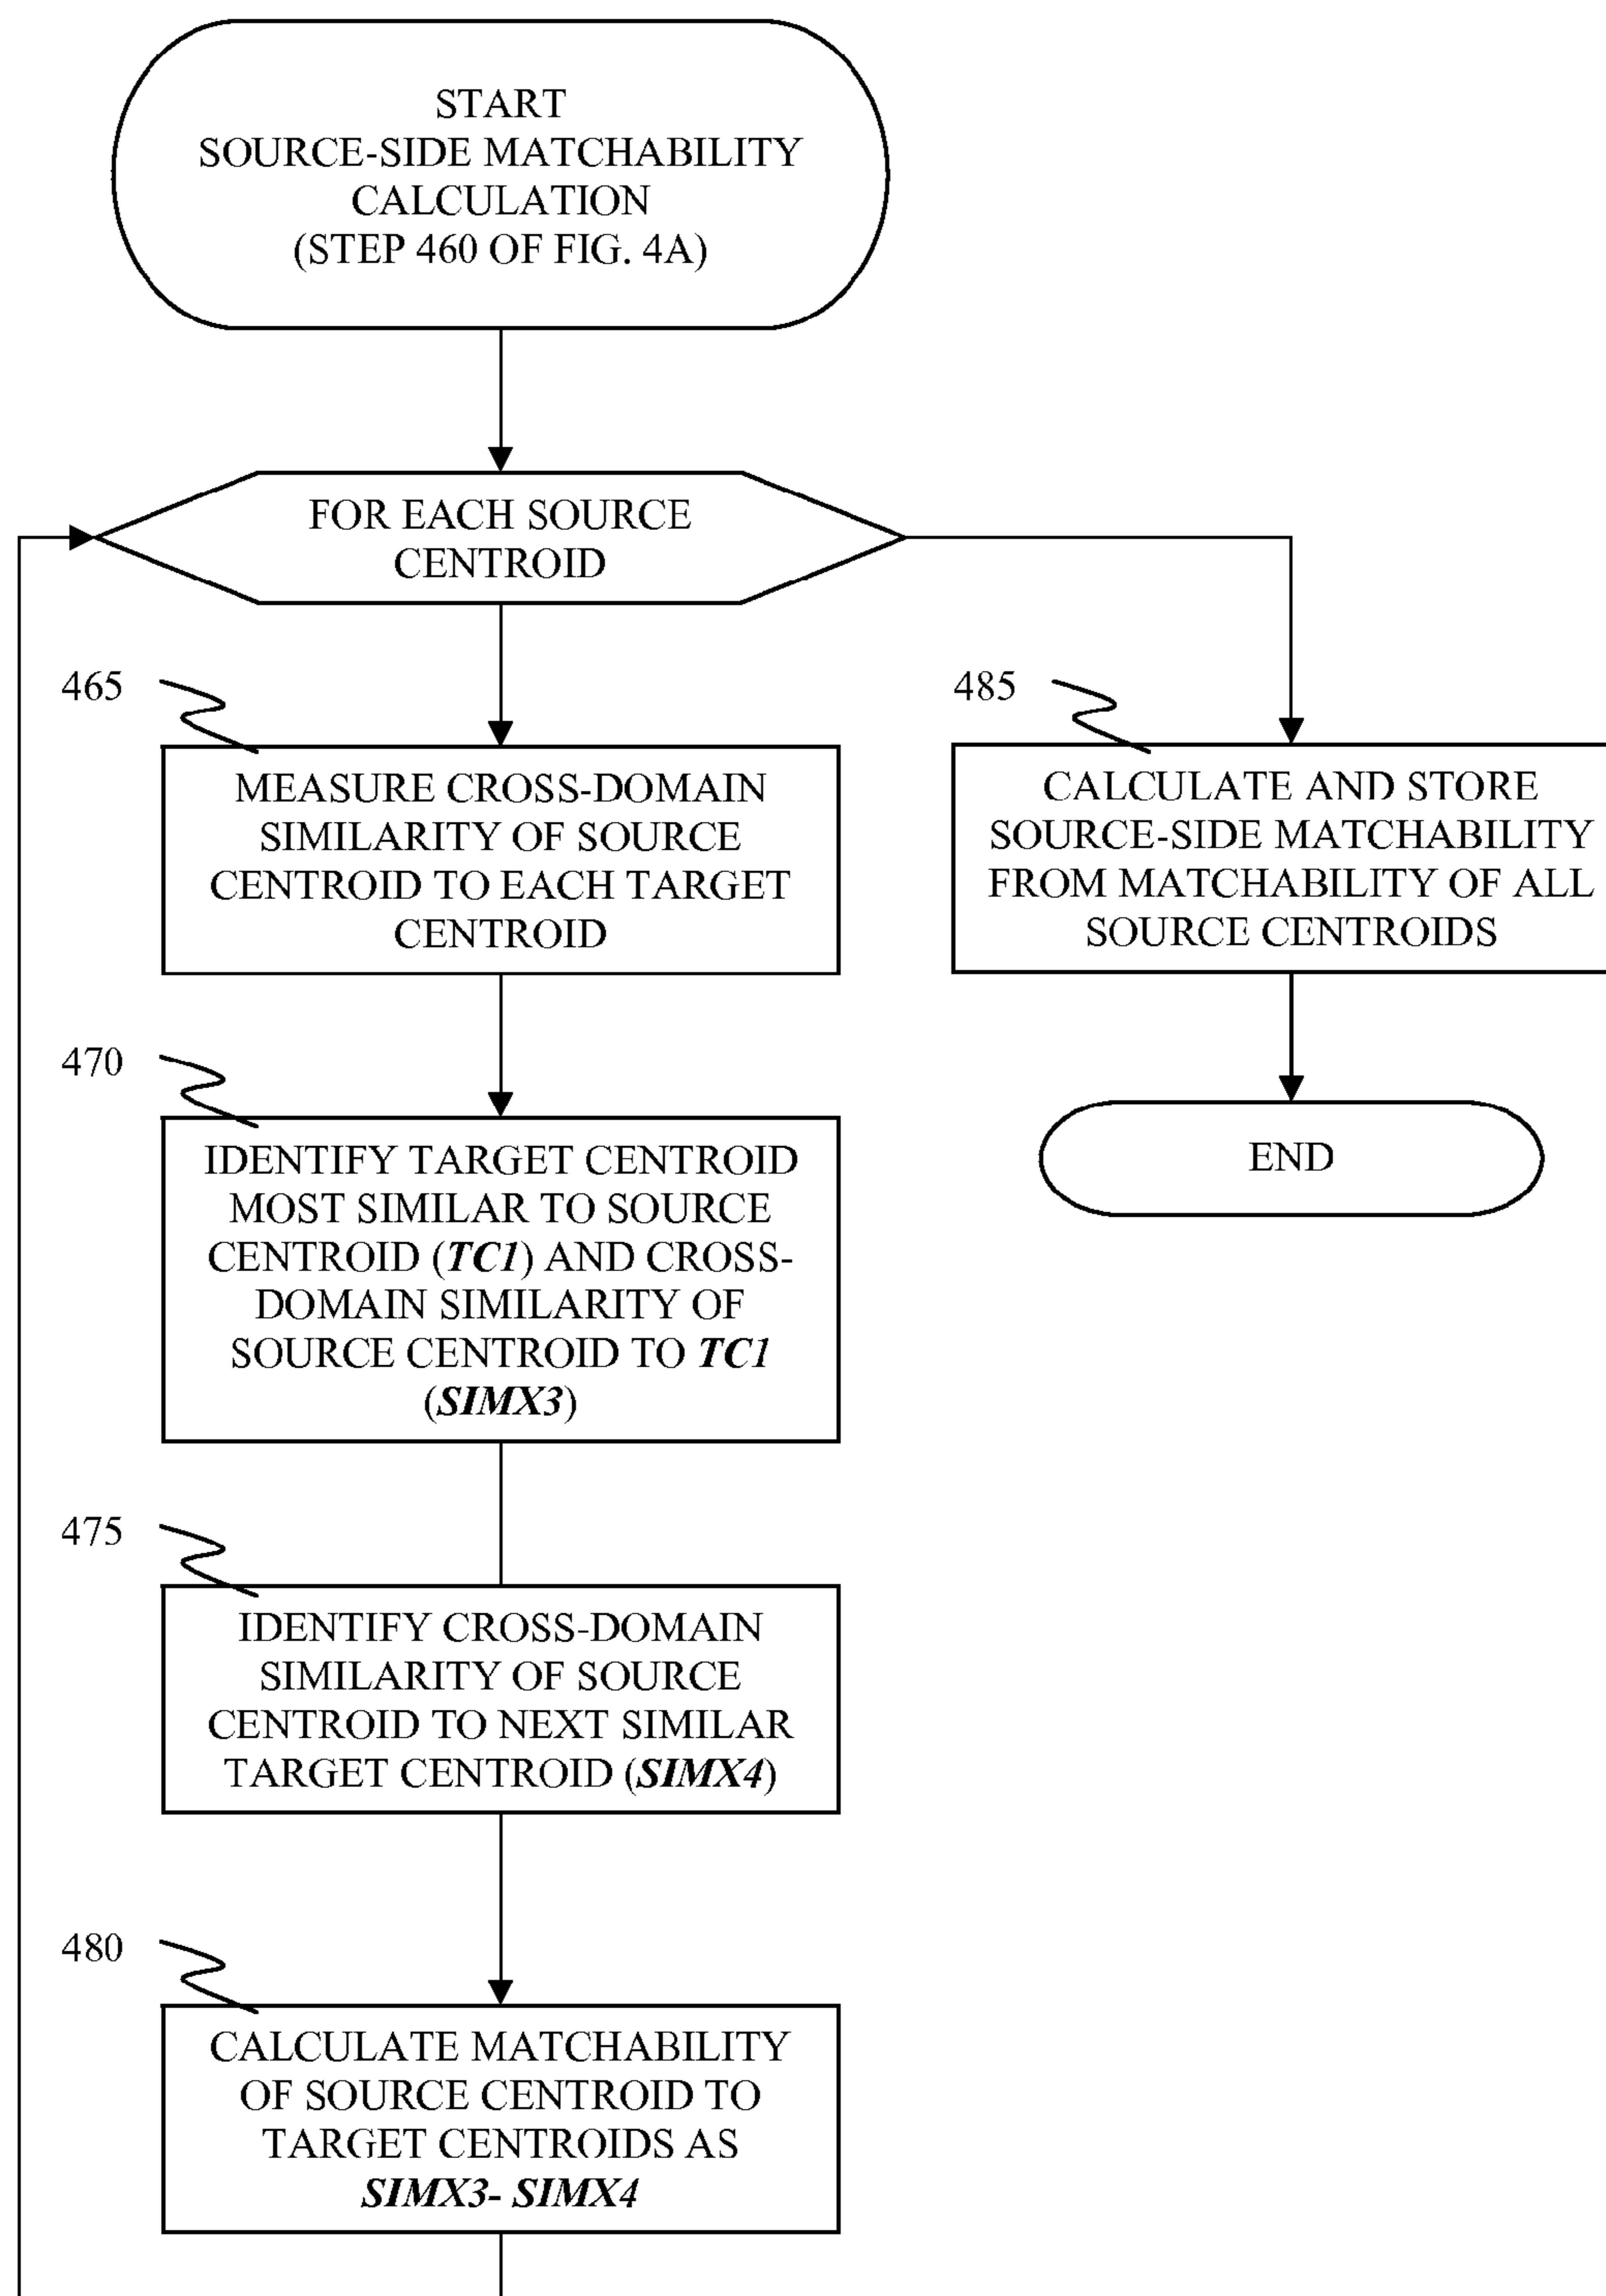 START
SOURCE-SIDE MATCHABILITY
CALCULATION
(STEP 460 OF FIG. 4A)
FOR EACH SOURCE
CENTROID
465
MEASURE CROSS-DOMAIN
SIMILARITY OF SOURCE
CENTROID TO EACH TARGET
CENTROID
485
CALCULATE AND STORE
SOURCE-SIDE MATCHABILITY
FROM MATCHABILITY OF ALL
SOURCE CENTROIDS
470
IDENTIFY TARGET CENTROID
MOST SIMILAR TO SOURCE
CENTROID (TC1) AND CROSS-
DOMAIN SIMILARITY OF
SOURCE CENTROID TO TC1
(SIMX3)
END
475
IDENTIFY CROSS-DOMAIN
SIMILARITY OF SOURCE
CENTROID TO NEXT SIMILAR
TARGET CENTROID (SIMX4)
480
CALCULATE MATCHABILITY
OF SOURCE CENTROID TO
TARGET CENTROIDS AS
SIMX3- SIMX4